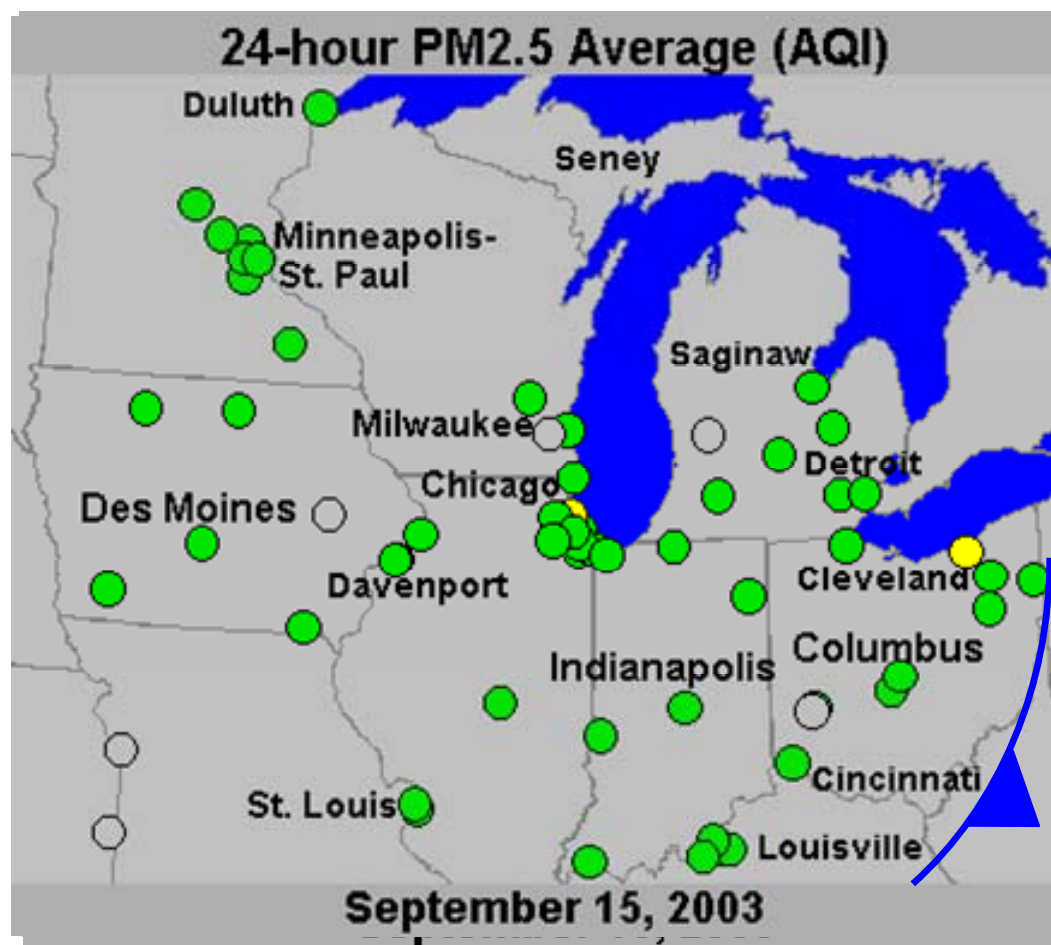 24-hour PM2.5 Average (AQI)
Duluth
Seney
Minneapolis-
St. Paul
Saginaw
Milwaukee
Detroit
Chicago
Des Moines
Davenport
Cleveland
Columbus
Indianapolis
Cincinnati
St. Louis
Louisville
September 15, 2003